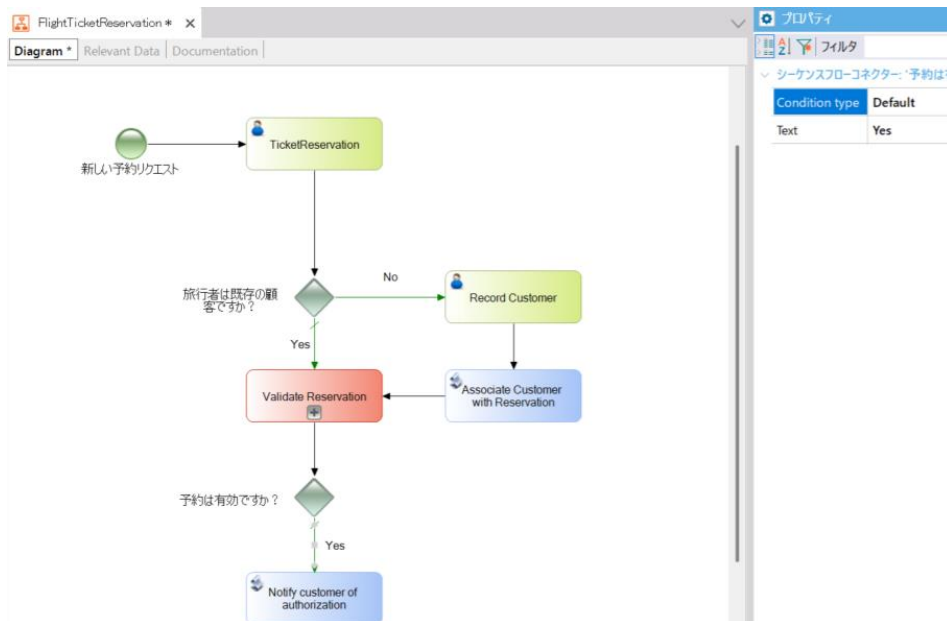 FlightTicketReservation *
Diagram * Relevant Data Documentation
TicketReservation
新しい予約リクエスト
旅行者は既存の顧
客ですか？
No
Record Customer
Yes
Validate Reservation
Associate Customer
with Reservation
予約は有効ですか？
Yes
Notify customer of
authorization
プロパティ
フィルタ
シーケンスフローコネクター: '予約は
Condition type Default
Text Yes